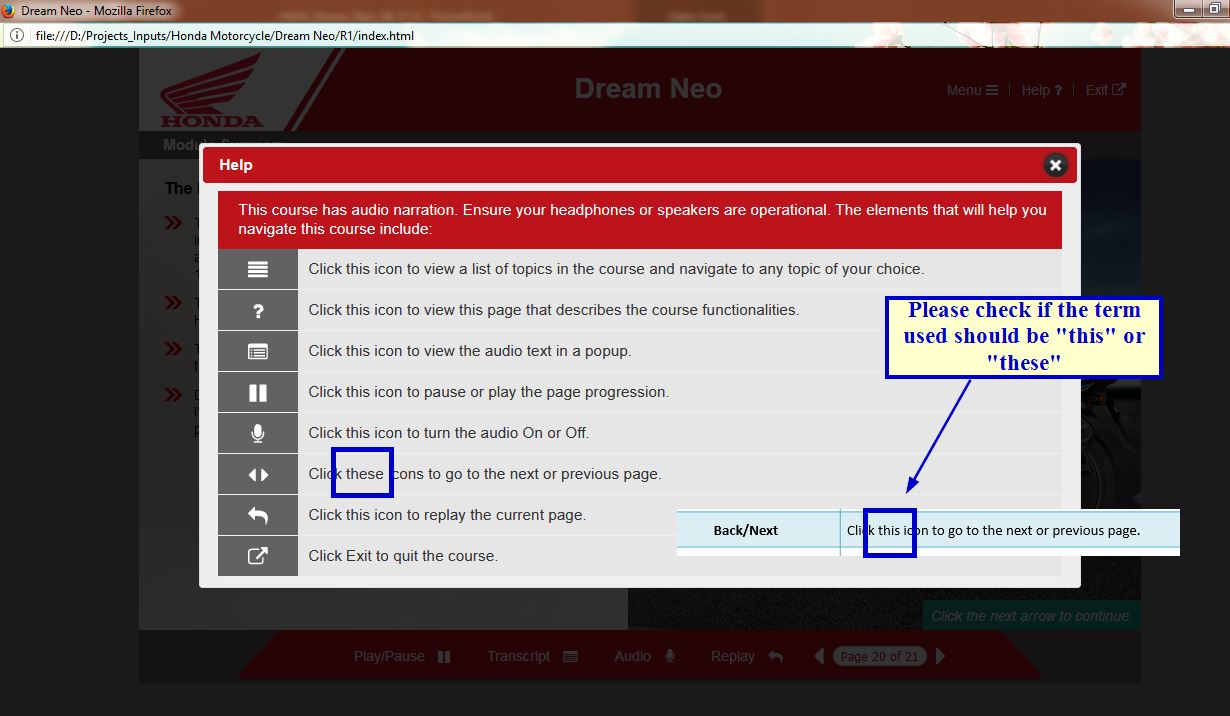 Dream Neo - Mozilla Firefox
file:///D:/Projects_Inputs/Honda Motorcycle/Dream Neo/R1/index.html
HONDA
Dream Neo
Menu
Help ?
Exit
Help
The
This course has audio narration. Ensure your headphones or speakers are operational. The elements that will help you
navigate this course include:
Click this icon to view a list of topics in the course and navigate to any topic of your choice.
? Click this icon to view this page that describes the course functionalities.
Click this icon to view the audio text in a popup.
Click this icon to pause or play the page progression.
Click this icon to turn the audio On or Off.
Click these icons to go to the next or previous page.
Click this icon to replay the current page.
Click Exit to quit the course.
Please check if the term
used should be "this" or
"these"
Back/Next
Click this icon to go to the next or previous page.
Click the next arrow to continue.
Play/Pause
Transcript
Audio
Replay
Page 20 of 21